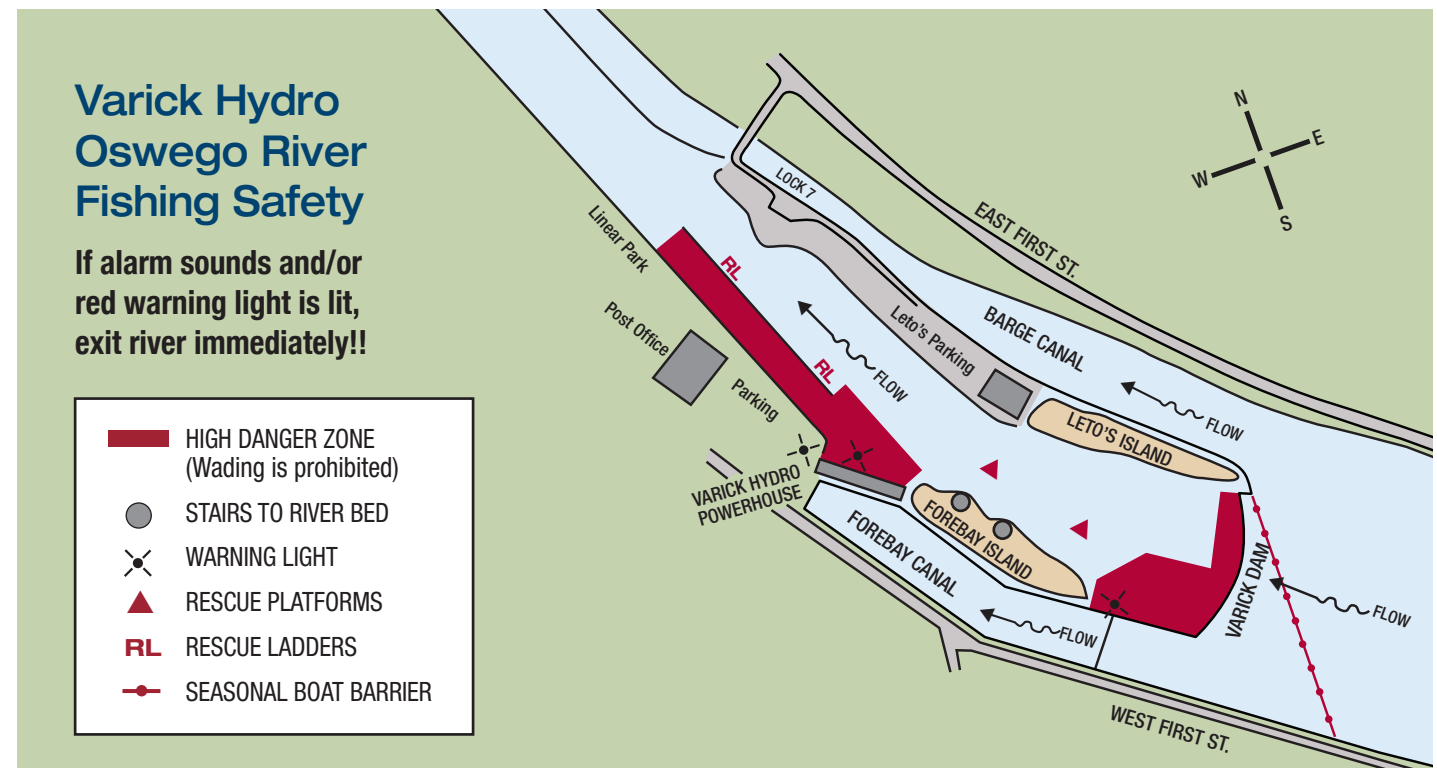 Varick Hydro
Oswego River
Fishing Safety
If alarm sounds and/or
red warning light is lit,
exit river immediately!!
HIGH DANGER ZONE
(Wading is prohibited)
STAIRS TO RIVER BED
WARNING LIGHT
RESCUE PLATFORMS
RL RESCUE LADDERS
SEASONAL BOAT BARRIER
N
E
W
S
LOCK 7
EAST FIRST ST.
Linear Park
RL
Post Office
Parking
RL
FLOW
Leto's Parking
BARGE CANAL
FLOW
LETO'S ISLAND
VARICK HYDRO
POWERHOUSE
FOREBAY CANAL
FOREBAY ISLAND
FLOW
VARICK DAM
FLOW
WEST FIRST ST.